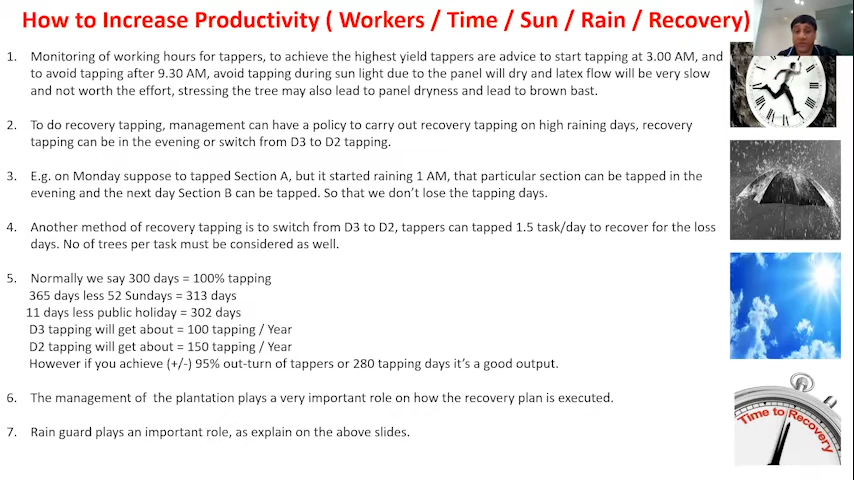 How to Increase Productivity ( Workers / Time / Sun / Rain / Recovery)
1. Monitoring of working hours for tappers, to achieve the highest yield tappers are advice to start tapping at 3.00 AM, and
to avoid tapping after 9.30 AM, avoid tapping during sun light due to the panel will dry and latex flow will be very slow
and not worth the effort, stressing the tree may also lead to panel dryness and lead to brown bast.
2. To do recovery tapping, management can have a policy to carry out recovery tapping on high raining days, recovery
tapping can be in the evening or switch from D3 to D2 tapping.
3. E.g. on Monday suppose to tapped Section A, but it started raining 1 AM, that particular section can be tapped in the
evening and the next day Section B can be tapped. So that we don't lose the tapping days.
4. Another method of recovery tapping is to switch from D3 to D2, tappers can tapped 1.5 task/day to recover for the loss
days. No of trees per task must be considered as well.
5. Normally we say 300 days = 100% tapping
365 days less 52 Sundays = 313 days
11 days less public holiday = 302 days
D3 tapping will get about = 100 tapping / Year
D2 tapping will get about = 150 tapping / Year
However if you achieve (+/-) 95% out-turn of tappers or 280 tapping days it's a good output.
6. The management of the plantation plays a very important role on how the recovery plan is executed.
7. Rain guard plays an important role, as explain on the above slides.
Time to Recovery